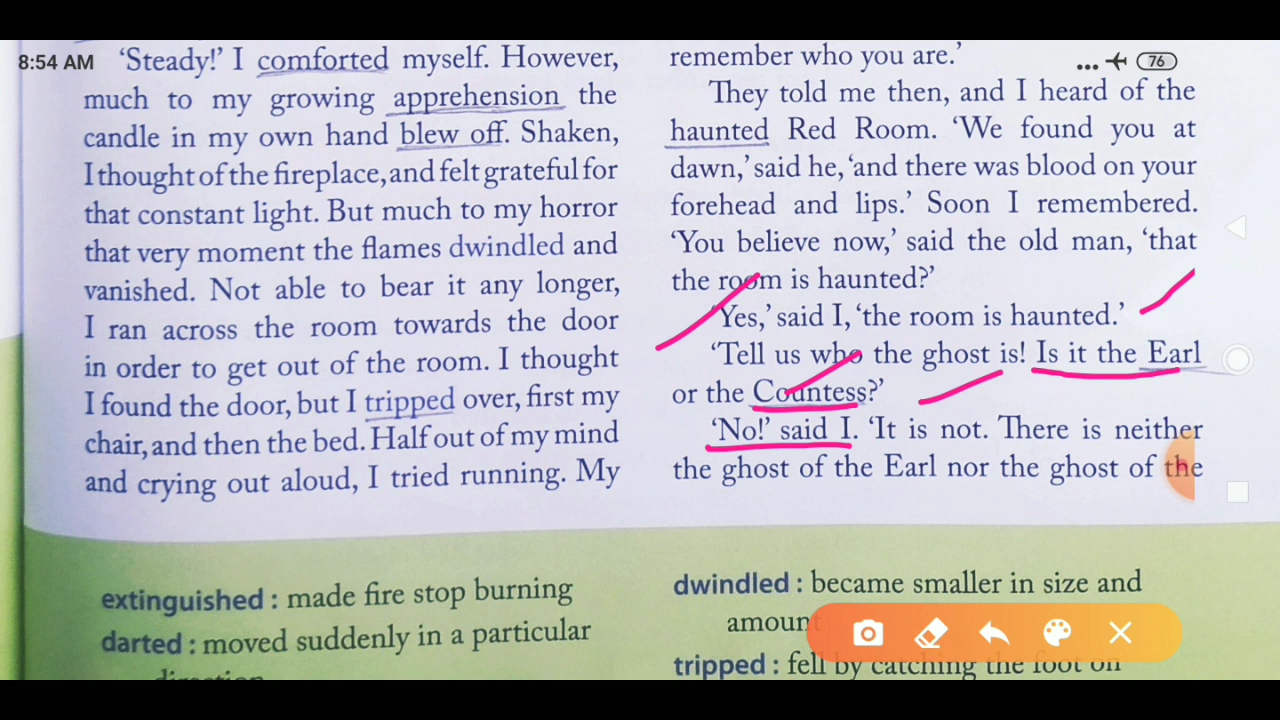 8:54 AM
76
‘Steady!’ I comforted myself. However,
much to my growing apprehension the
candle in my own hand blew off. Shaken,
I thought of the fireplace, and felt grateful for
that constant light. But much to my horror
that very moment the flames dwindled and
vanished. Not able to bear it any longer,
I ran across the room towards the door
in order to get out of the room. I thought
I found the door, but I tripped over, first my
chair, and then the bed. Half out of my mind
and crying out aloud, I tried running. My
remember who you are.’
They told me then, and I heard of the
haunted Red Room. ‘We found you at
dawn,’ said he, ‘and there was blood on your
forehead and lips.’ Soon I remembered.
‘You believe now,’ said the old man, ‘that
the room is haunted?’
‘Yes,’ said I, ‘the room is haunted.’
‘Tell us who the ghost is! Is it the Earl
or the Countess?’
‘No!’ said I. ‘It is not. There is neither
the ghost of the Earl nor the ghost of the
extinguished : made fire stop burning
darted : moved suddenly in a particular
direction
dwindled : became smaller in size and
amount
tripped : fell by catching the foot on